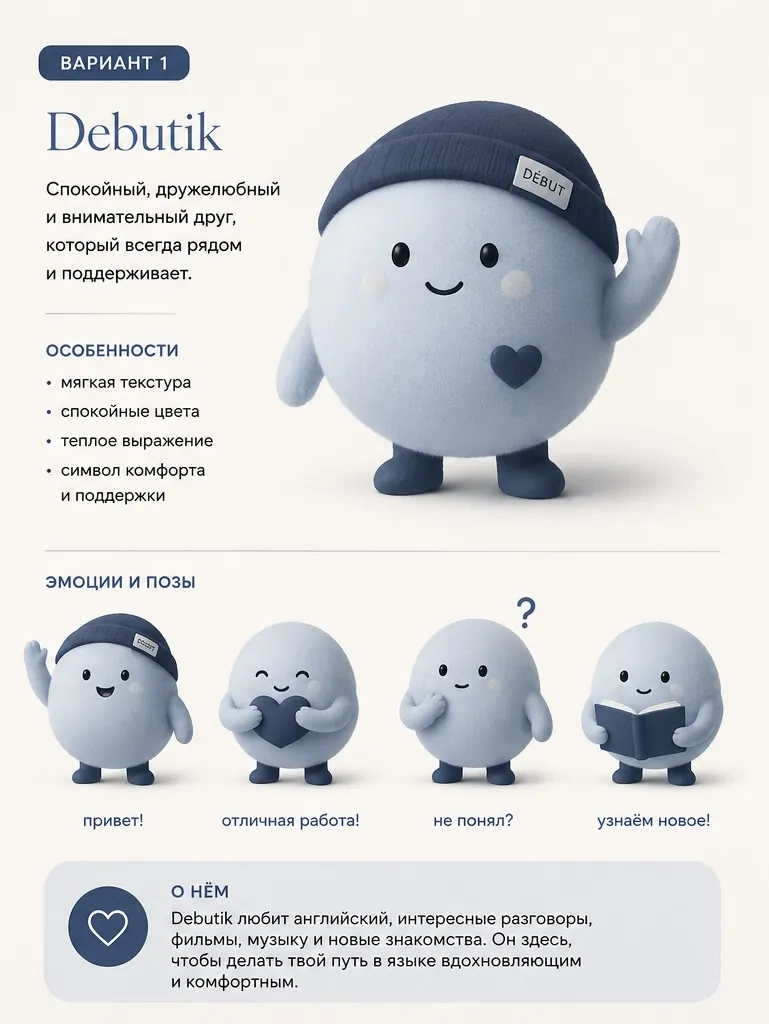 ВАРИАНТ 1
Debutik
Спокойный, дружелюбный
и внимательный друг,
который всегда рядом
и поддерживает.
DÉBUT
ОСОБЕННОСТИ
• мягкая текстура
• спокойные цвета
• теплое выражение
• символ комфорта
и поддержки
ЭМОЦИИ И ПОЗЫ
?
привет!
отличная работа!
не понял?
узнаём новое!
О НЁМ
Debutik любит английский, интересные разговоры,
фильмы, музыку и новые знакомства. Он здесь,
чтобы делать твой путь в языке вдохновляющим
и комфортным.